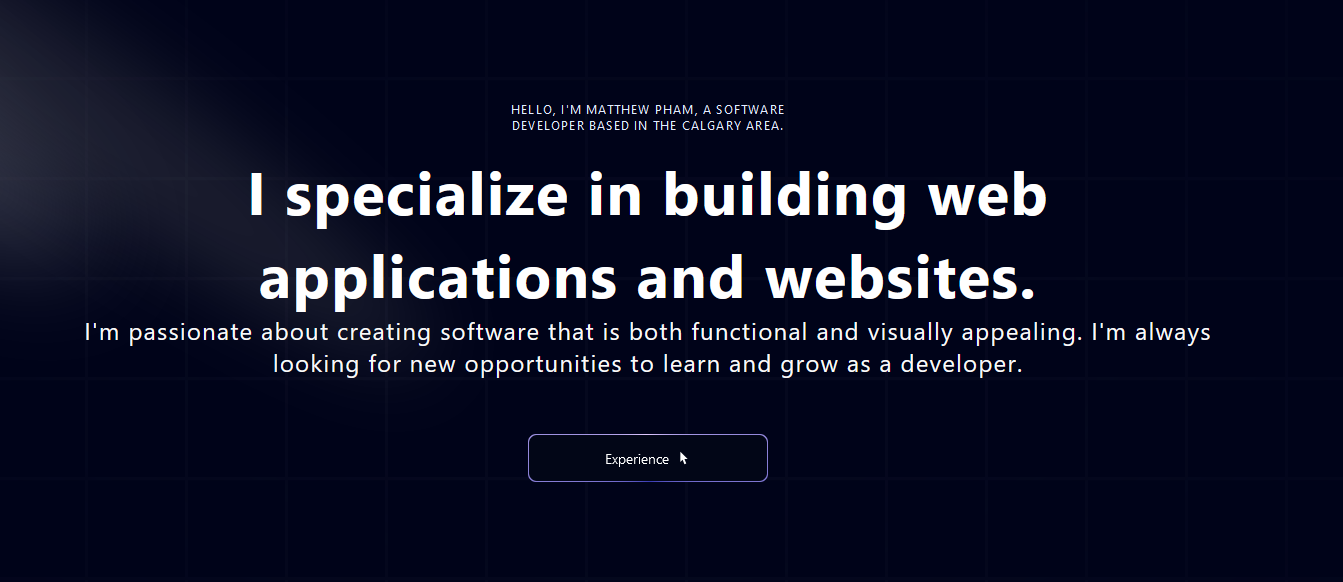 HELLO, I'M MATTHEW PHAM, A SOFTWARE
DEVELOPER BASED IN THE CALGARY AREA.
I specialize in building web
applications and websites.
I'm passionate about creating software that is both functional and visually appealing. I'm always
looking for new opportunities to learn and grow as a developer.
Experience